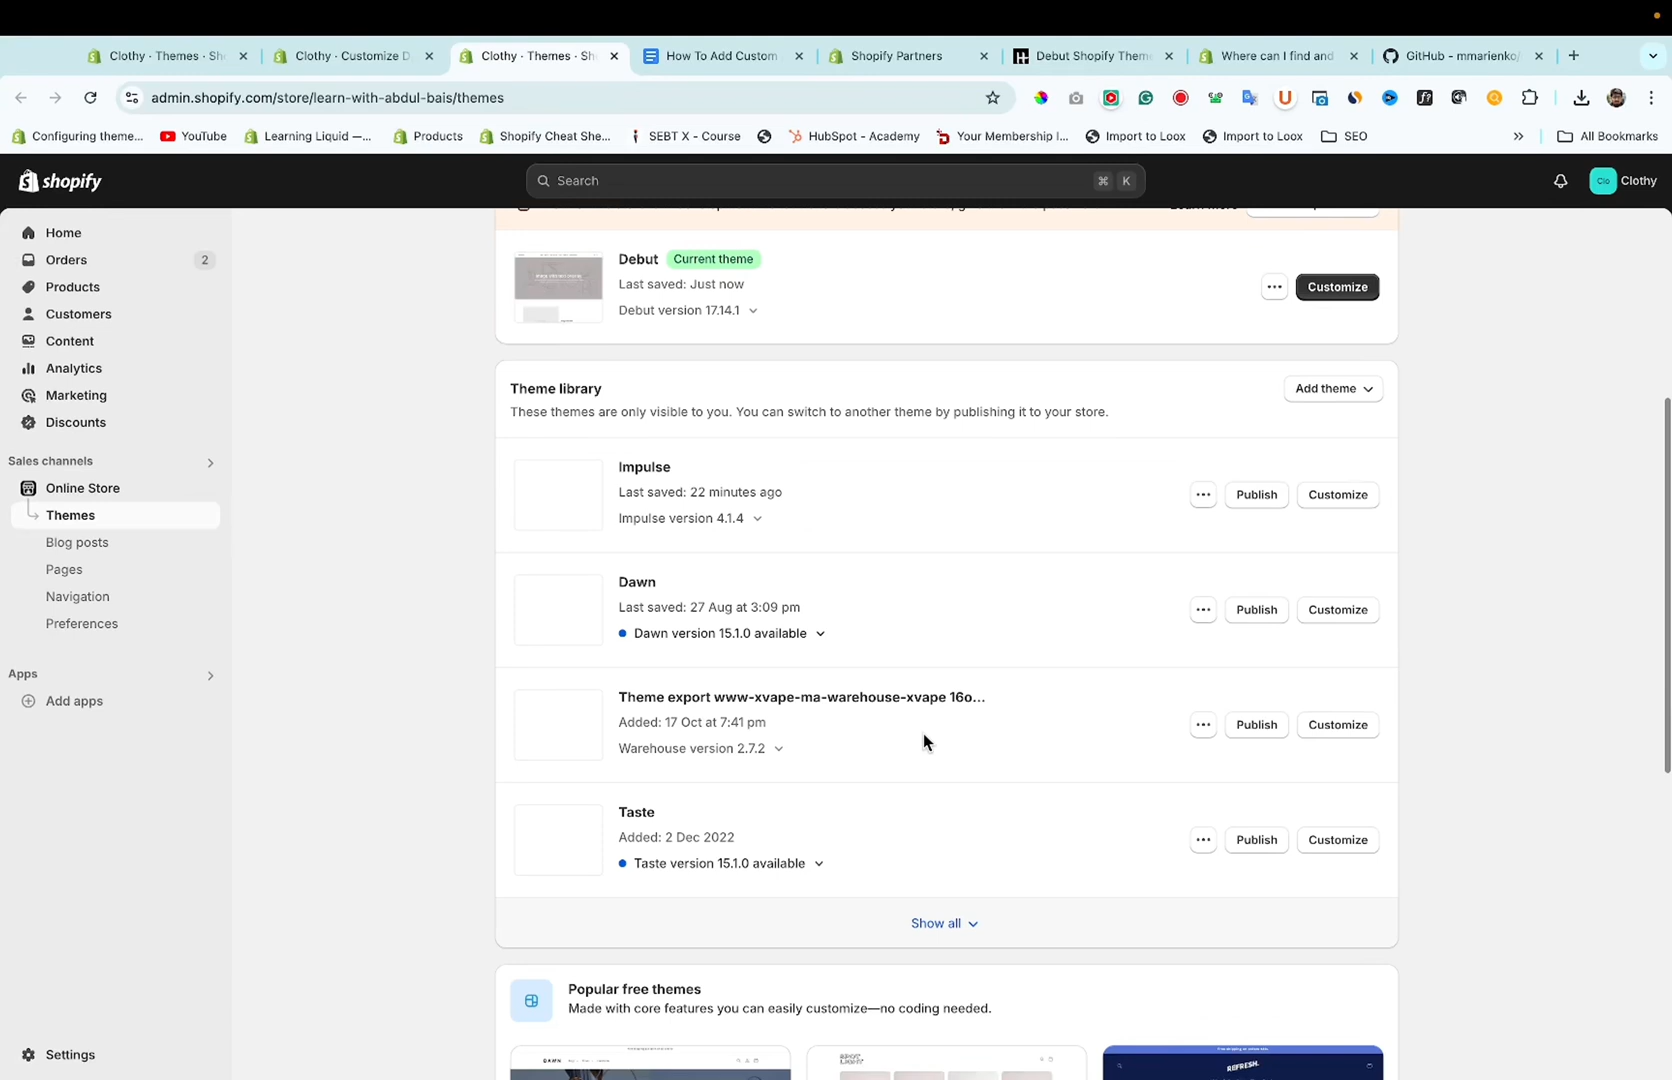 Clothy · Themes · Sh
Clothy · Customize D
Clothy · Themes · Sh
How To Add Custom
Shopify Partners
Debut Shopify Them
Where can I find and
GitHub - mmarienko/
admin.shopify.com/store/learn-with-abdul-bais/themes
Configuring theme...
YouTube
Learning Liquid —...
Products
Shopify Cheat She...
SEBT X - Course
HubSpot - Academy
Your Membership I...
Import to Loox
Import to Loox
SEO
All Bookmarks
shopify
Search
K
Clo
Clothy
Home
Orders
2
Products
Customers
Content
Analytics
Marketing
Discounts
Sales channels
Online Store
Themes
Blog posts
Pages
Navigation
Preferences
Apps
Add apps
Settings
Debut
Current theme
Last saved: Just now
Debut version 17.14.1
Customize
Theme library
Add theme
These themes are only visible to you. You can switch to another theme by publishing it to your store.
Impulse
Last saved: 22 minutes ago
Impulse version 4.1.4
Publish
Customize
Dawn
Last saved: 27 Aug at 3:09 pm
Dawn version 15.1.0 available
Publish
Customize
Theme export www-xvape-ma-warehouse-xvape 16o...
Added: 17 Oct at 7:41 pm
Warehouse version 2.7.2
Publish
Customize
Taste
Added: 2 Dec 2022
Taste version 15.1.0 available
Publish
Customize
Show all
Popular free themes
Made with core features you can easily customize—no coding needed.
DAWN
SPOT
LIGHT
REFRESH.